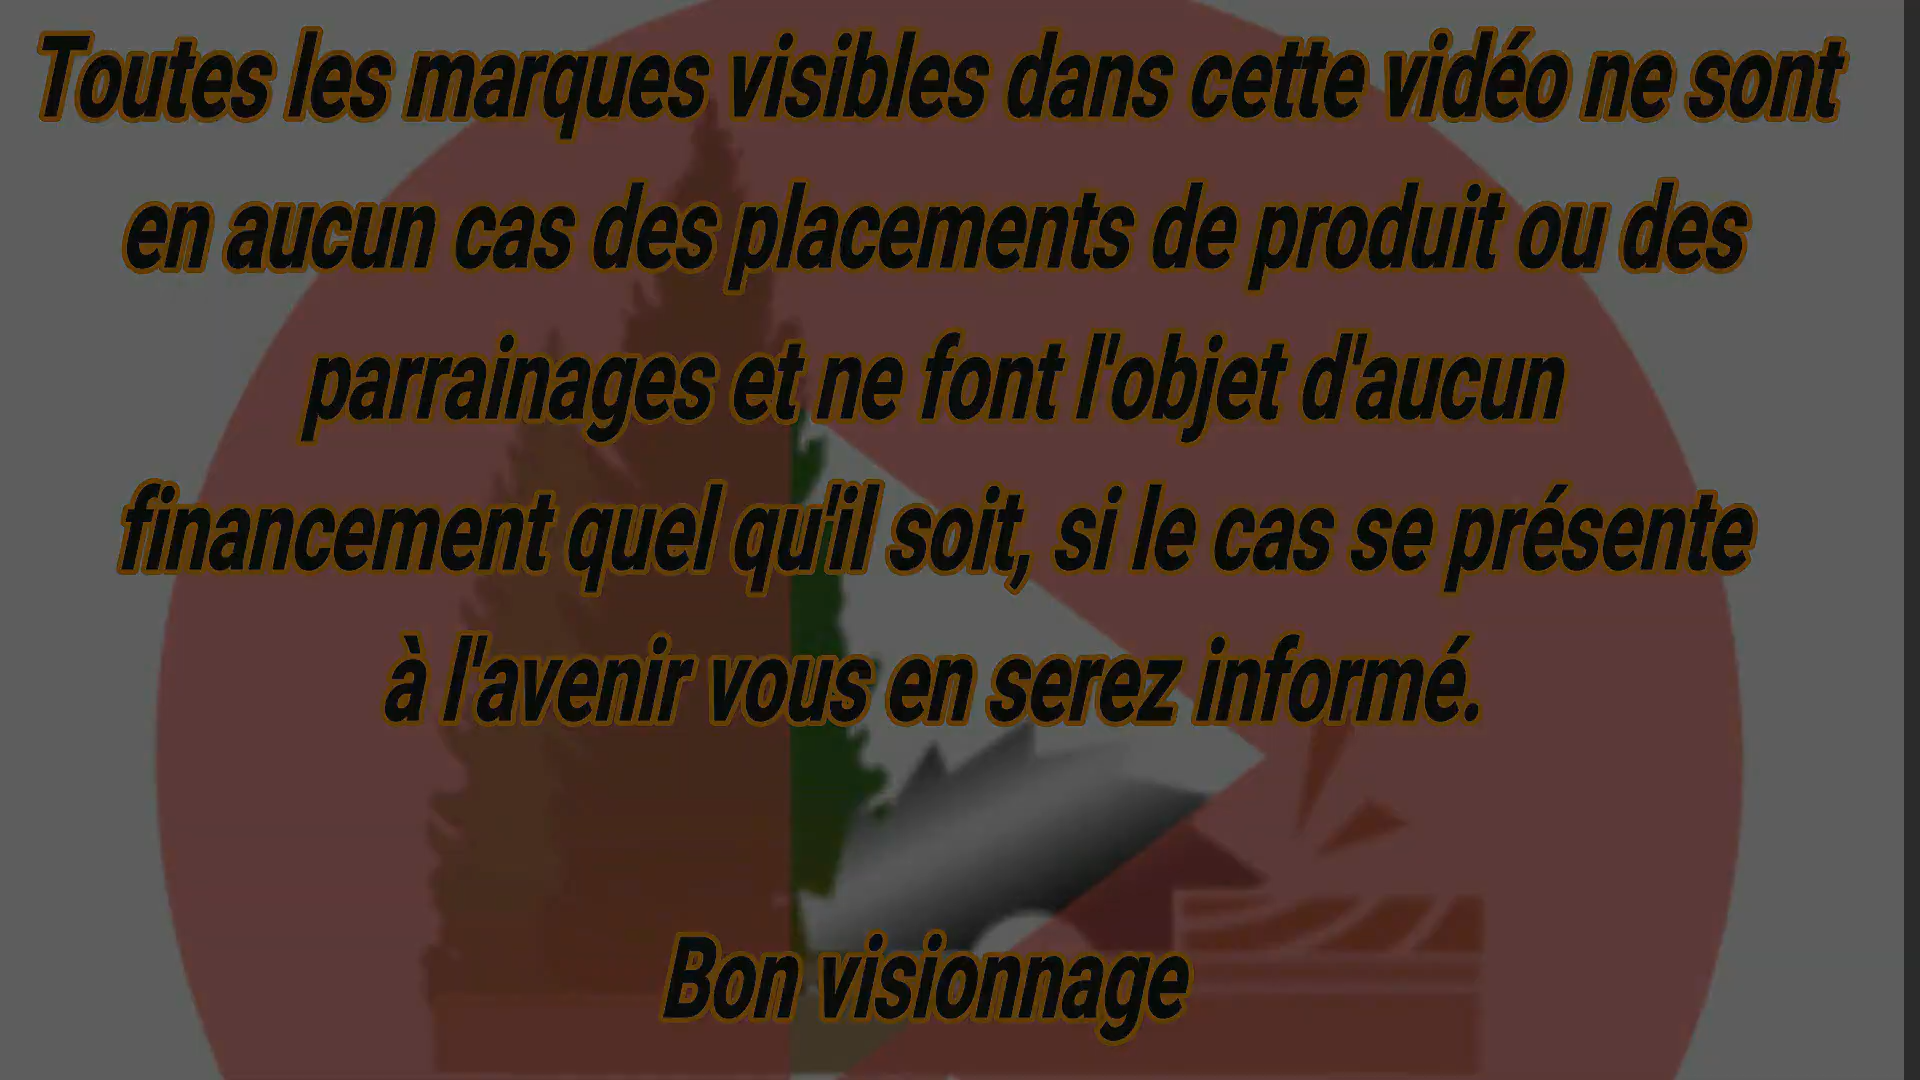 Toutes les marques visibles dans cette vidéo ne sont
en aucun cas des placements de produit ou des
parrainages et ne font l'objet d'aucun
financement quel qu'il soit, si le cas se présente
à l'avenir vous en serez informé.
Bon visionnage